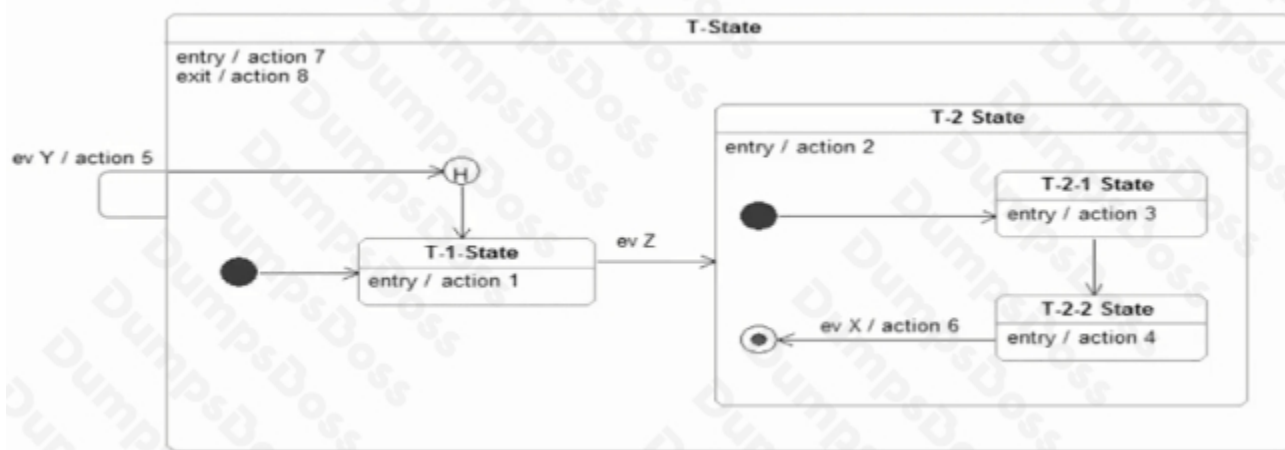 T-State
entry / action 7
exit / action 8
T-2 State
entry / action 2
ev Y / action 5
H
T-2-1 State
entry / action 3
T-1-State
entry / action 1
ev Z
T-2-2 State
entry / action 4
ev X / action 6
DumpsDoss